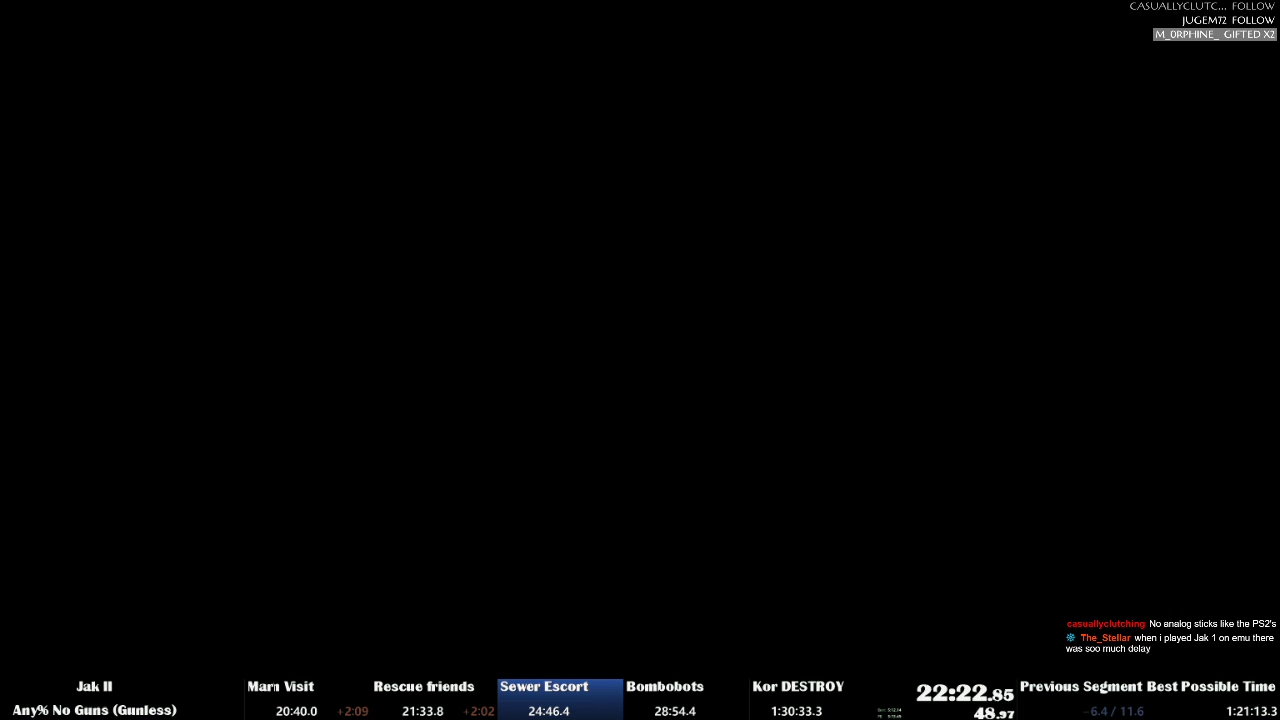 CASUALLYCLUTC... FOLLOW
JUGEM72 FOLLOW
M_0RPHINE_ GIFTED X2
casuallyclutching No analog sticks like the PS2's
The_Stellar when i played Jak 1 on emu there
was soo much delay
Jak II
Any% No Guns (Gunless)
Marn Visit
20:40.0 +2:09
Rescue friends
21:33.8 +2:02
Sewer Escort
24:46.4
Bombobots
28:54.4
Kor DESTROY
1:30:33.3
22:22.85
48.97
Previous Segment
-6.4 / 11.6
Best Possible Time
1:21:13.3